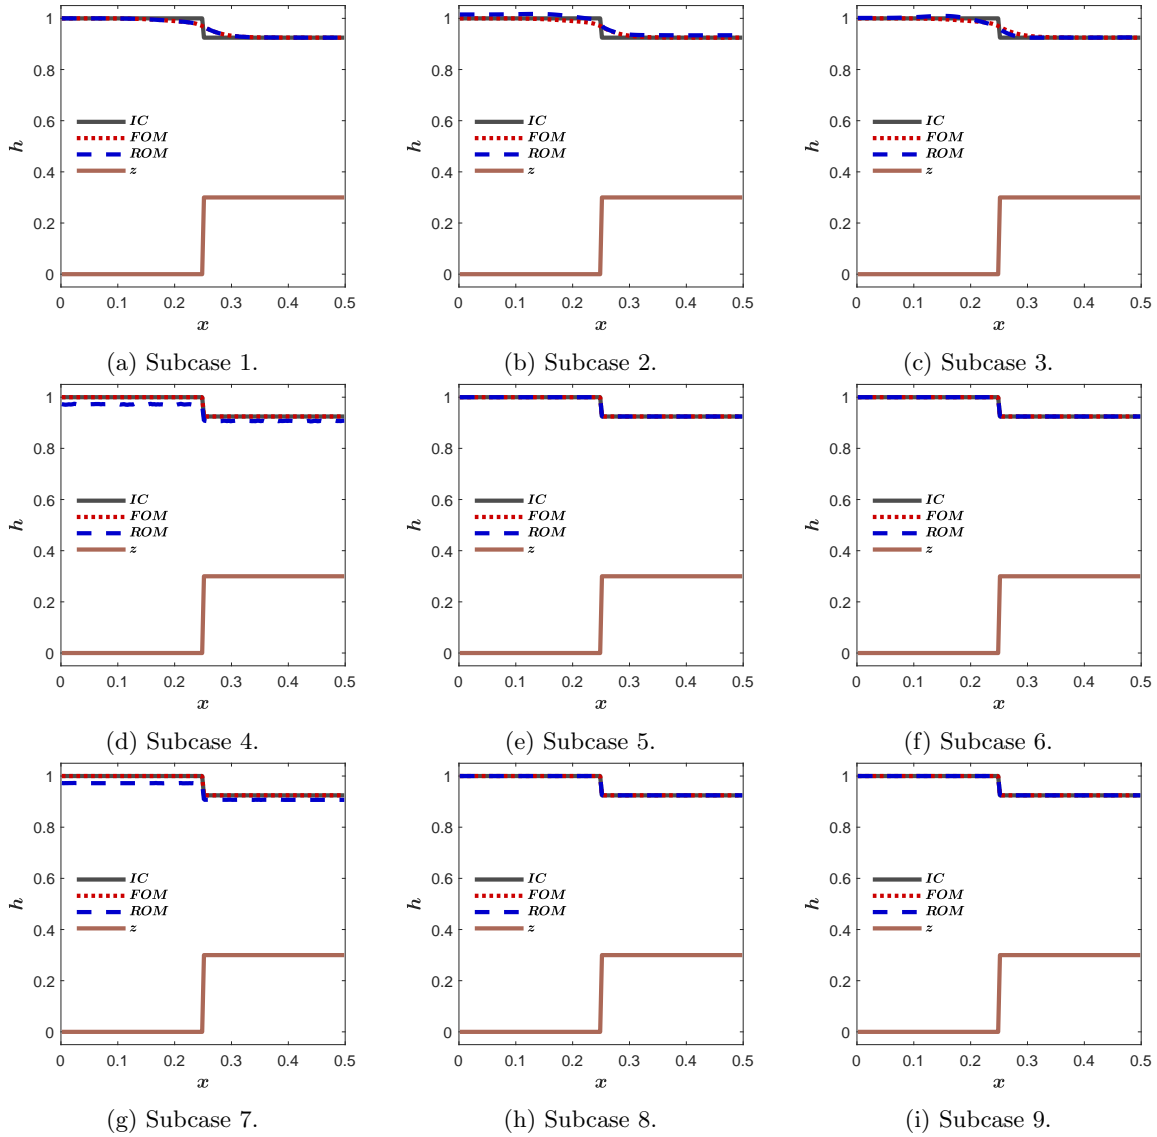 1
0.8
0.6
0.4
0.2
0
h
IC
FOM
ROM
z
0 0.1 0.2 0.3 0.4 0.5
x
(a) Subcase 1.
1
0.8
0.6
0.4
0.2
0
h
IC
FOM
ROM
z
0 0.1 0.2 0.3 0.4 0.5
x
(b) Subcase 2.
1
0.8
0.6
0.4
0.2
0
h
IC
FOM
ROM
z
0 0.1 0.2 0.3 0.4 0.5
x
(c) Subcase 3.
1
0.8
0.6
0.4
0.2
0
h
IC
FOM
ROM
z
0 0.1 0.2 0.3 0.4 0.5
x
(d) Subcase 4.
1
0.8
0.6
0.4
0.2
0
h
IC
FOM
ROM
z
0 0.1 0.2 0.3 0.4 0.5
x
(e) Subcase 5.
1
0.8
0.6
0.4
0.2
0
h
IC
FOM
ROM
z
0 0.1 0.2 0.3 0.4 0.5
x
(f) Subcase 6.
1
0.8
0.6
0.4
0.2
0
h
IC
FOM
ROM
z
0 0.1 0.2 0.3 0.4 0.5
x
(g) Subcase 7.
1
0.8
0.6
0.4
0.2
0
h
IC
FOM
ROM
z
0 0.1 0.2 0.3 0.4 0.5
x
(h) Subcase 8.
1
0.8
0.6
0.4
0.2
0
h
IC
FOM
ROM
z
0 0.1 0.2 0.3 0.4 0.5
x
(i) Subcase 9.